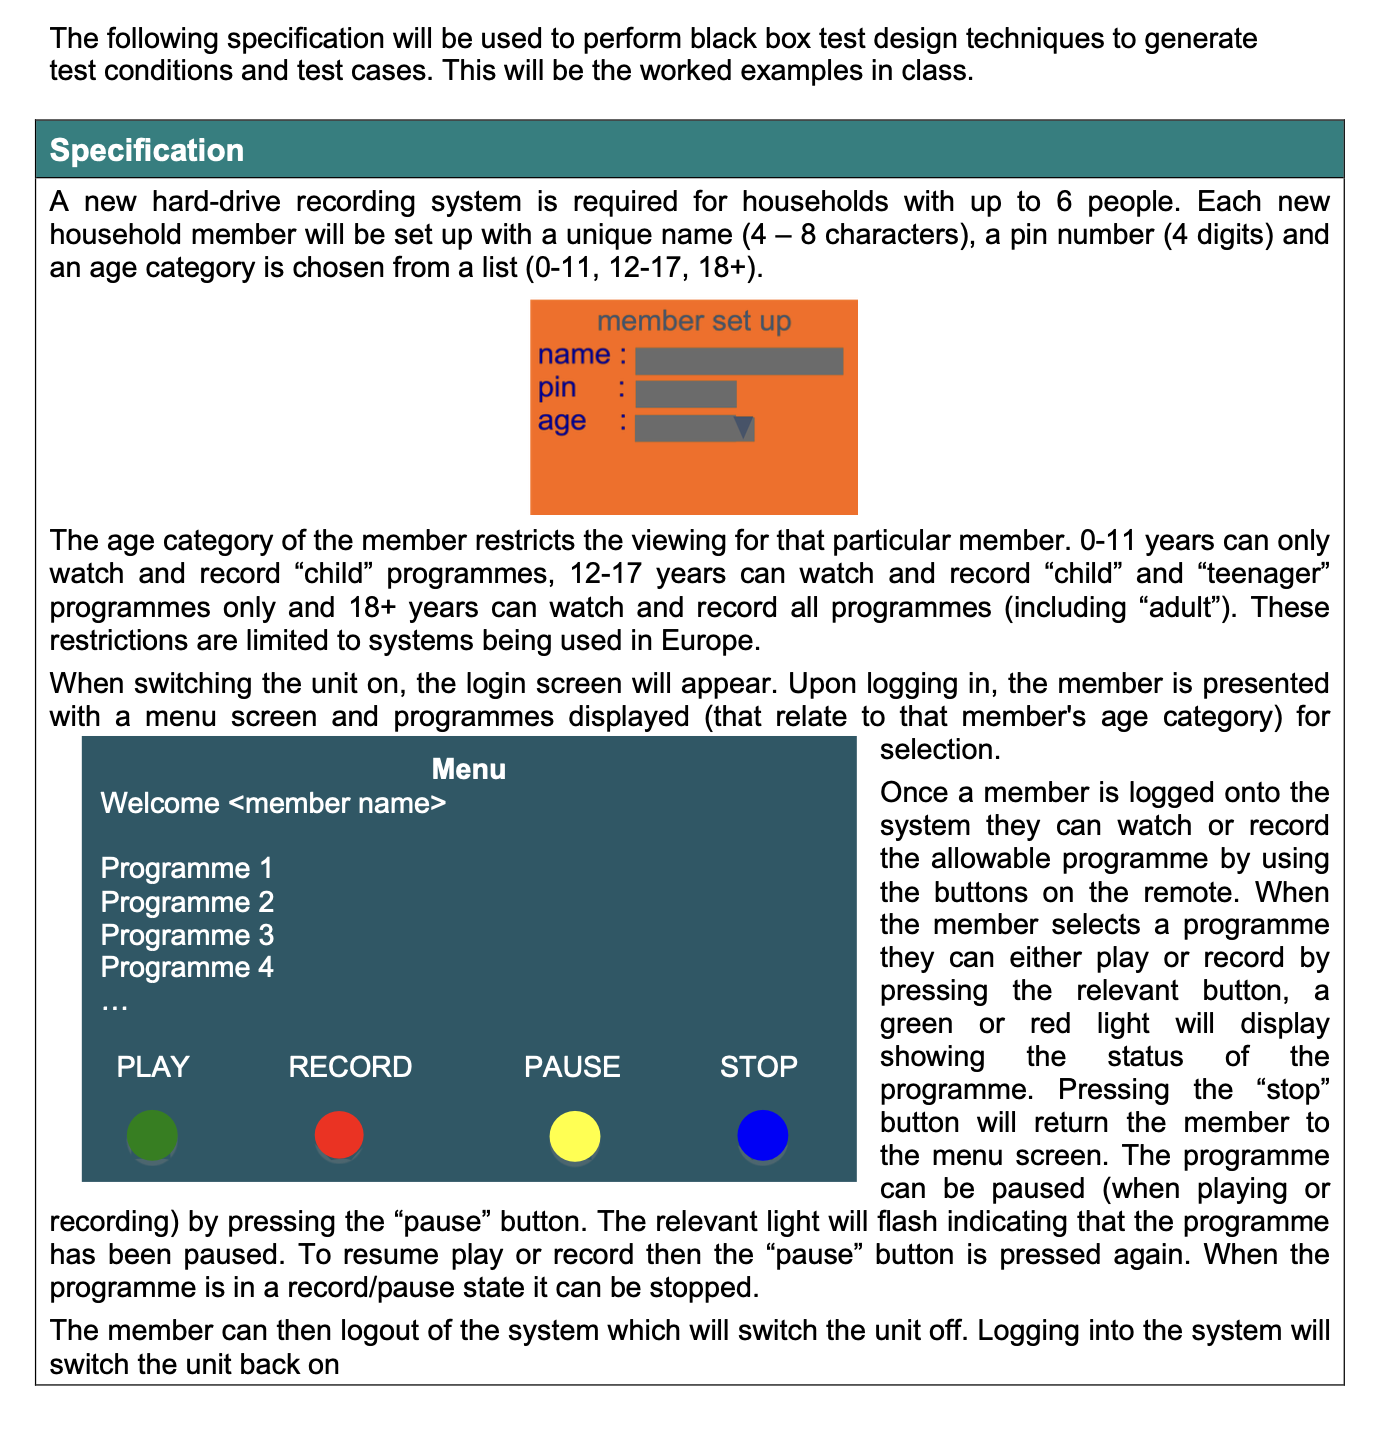 The following specification will be used to perform black box test design techniques to generate
test conditions and test cases. This will be the worked examples in class.
Specification
A new hard-drive recording system is required for households with up to 6 people. Each new
household member will be set up with a unique name (4 – 8 characters), a pin number (4 digits) and
an age category is chosen from a list (0-11, 12-17, 18+).
member set up
name :
pin :
age :
The age category of the member restricts the viewing for that particular member. 0-11 years can only
watch and record “child” programmes, 12-17 years can watch and record “child” and “teenager”
programmes only and 18+ years can watch and record all programmes (including “adult”). These
restrictions are limited to systems being used in Europe.
When switching the unit on, the login screen will appear. Upon logging in, the member is presented
with a menu screen and programmes displayed (that relate to that member's age category) for
selection.
Menu
Welcome <member name>
Programme 1
Programme 2
Programme 3
Programme 4
...
PLAY RECORD PAUSE STOP
Once a member is logged onto the
system they can watch or record
the allowable programme by using
the buttons on the remote. When
the member selects a programme
they can either play or record by
pressing the relevant button, a
green or red light will display
showing the status of the
programme. Pressing the “stop”
button will return the member to
the menu screen. The programme
can be paused (when playing or
recording) by pressing the “pause” button. The relevant light will flash indicating that the programme
has been paused. To resume play or record then the “pause” button is pressed again. When the
programme is in a record/pause state it can be stopped.
The member can then logout of the system which will switch the unit off. Logging into the system will
switch the unit back on